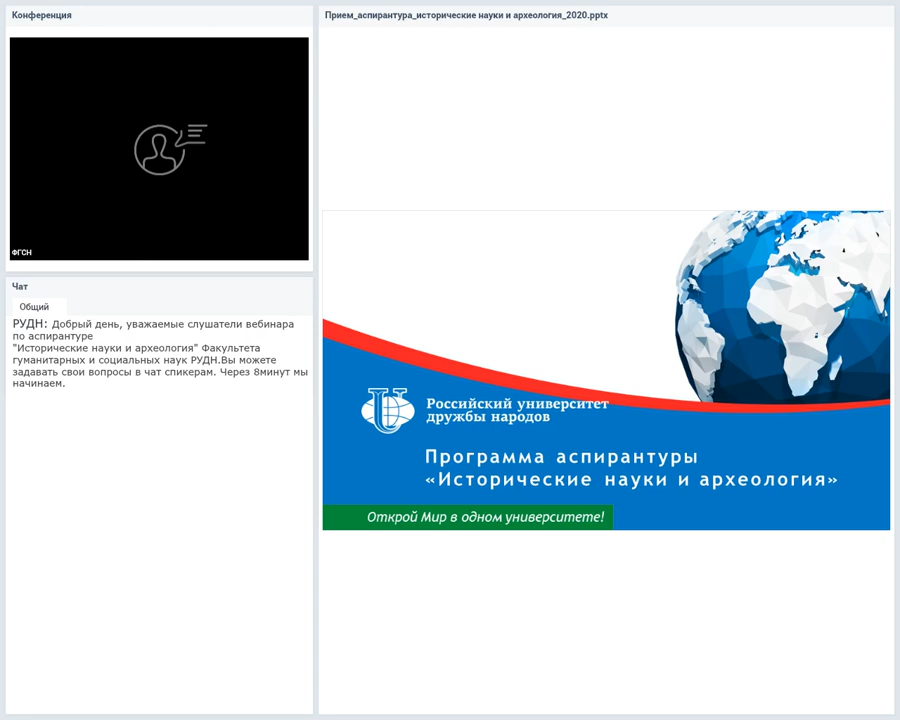 Конференция
ФГСН
Чат
Общий
РУДН: Добрый день, уважаемые слушатели вебинара
по аспирантуре
"Исторические науки и археология" Факультета
гуманитарных и социальных наук РУДН.Вы можете
задавать свои вопросы в чат спикерам. Через 8минут мы
начинаем.
Прием_аспирантура_исторические науки и археология_2020.pptx
Российский университет
дружбы народов
Программа аспирантуры
«Исторические науки и археология»
Открой Мир в одном университете!